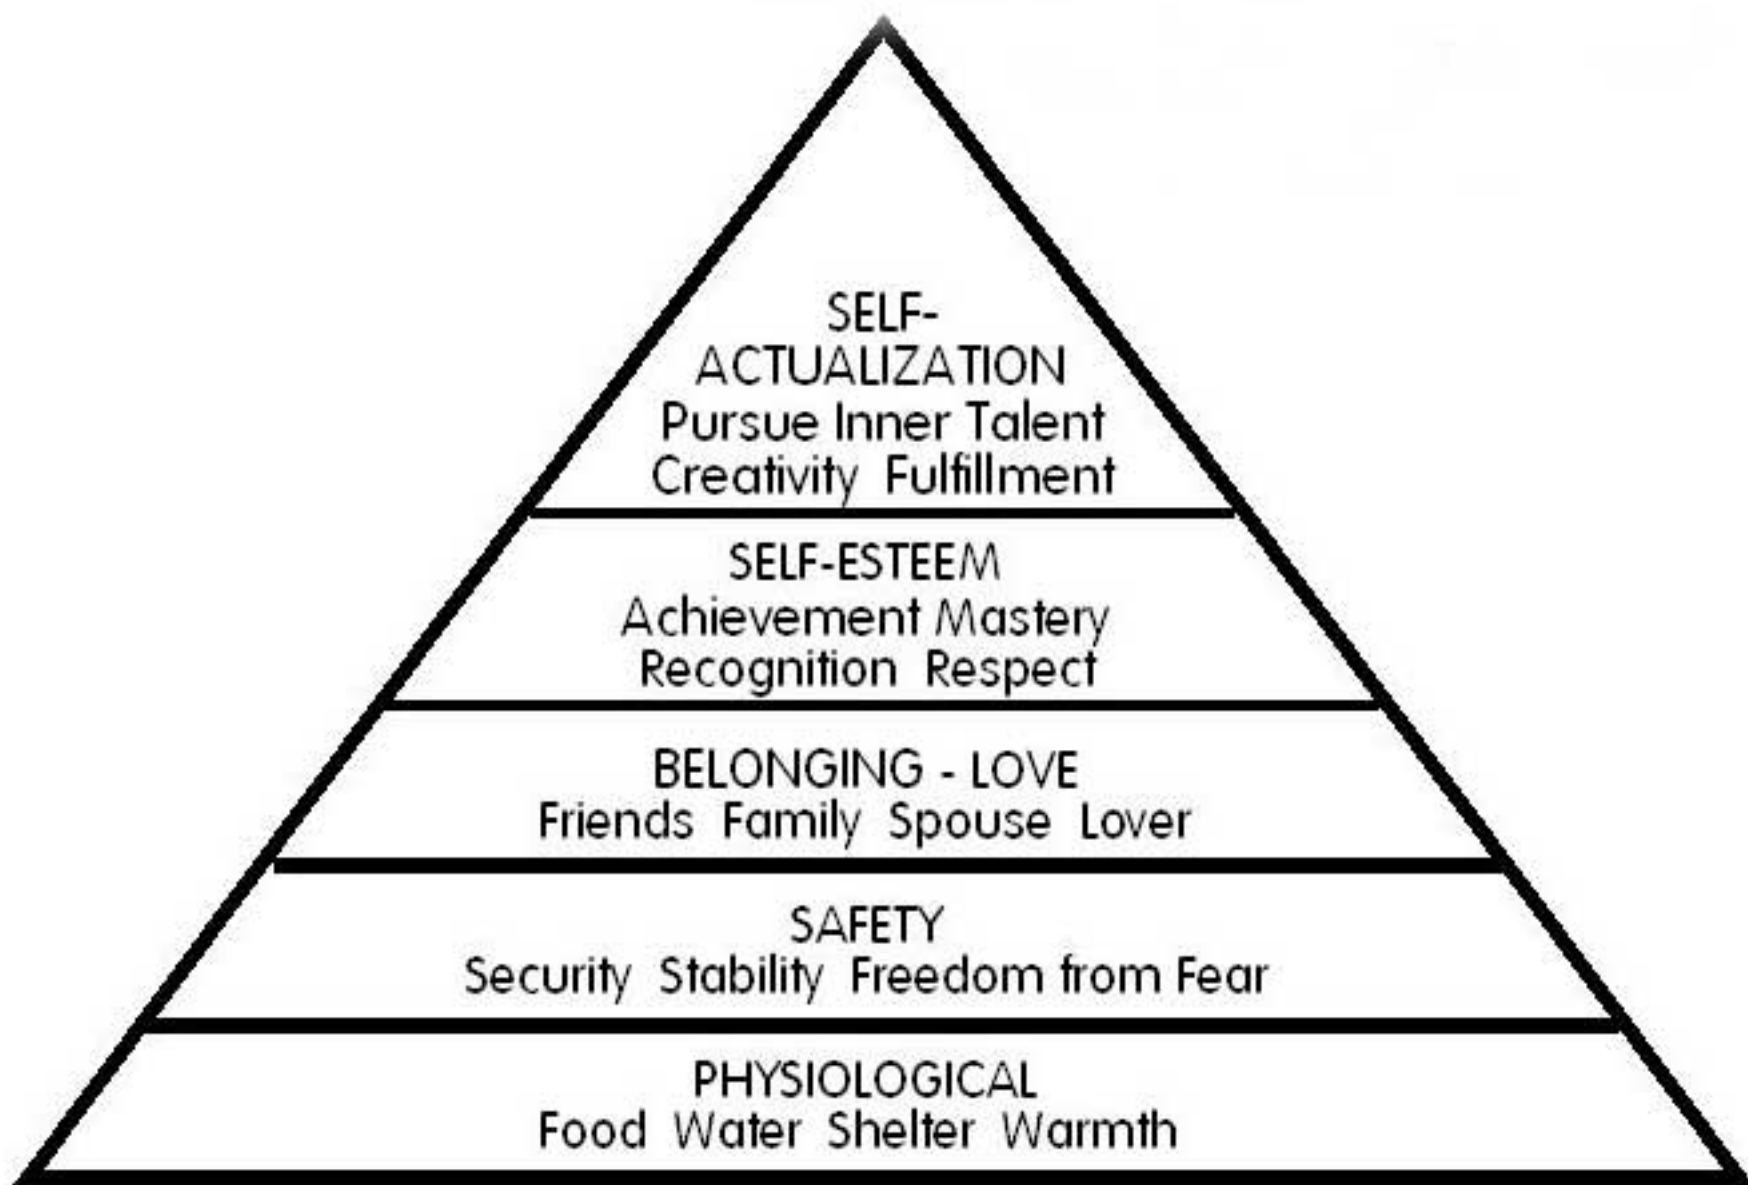 SELF-
ACTUALIZATION
Pursue Inner Talent
Creativity Fulfillment
SELF-ESTEEM
Achievement Mastery
Recognition Respect
BELONGING - LOVE
Friends Family Spouse Lover
SAFETY
Security Stability Freedom from Fear
PHYSIOLOGICAL
Food Water Shelter Warmth